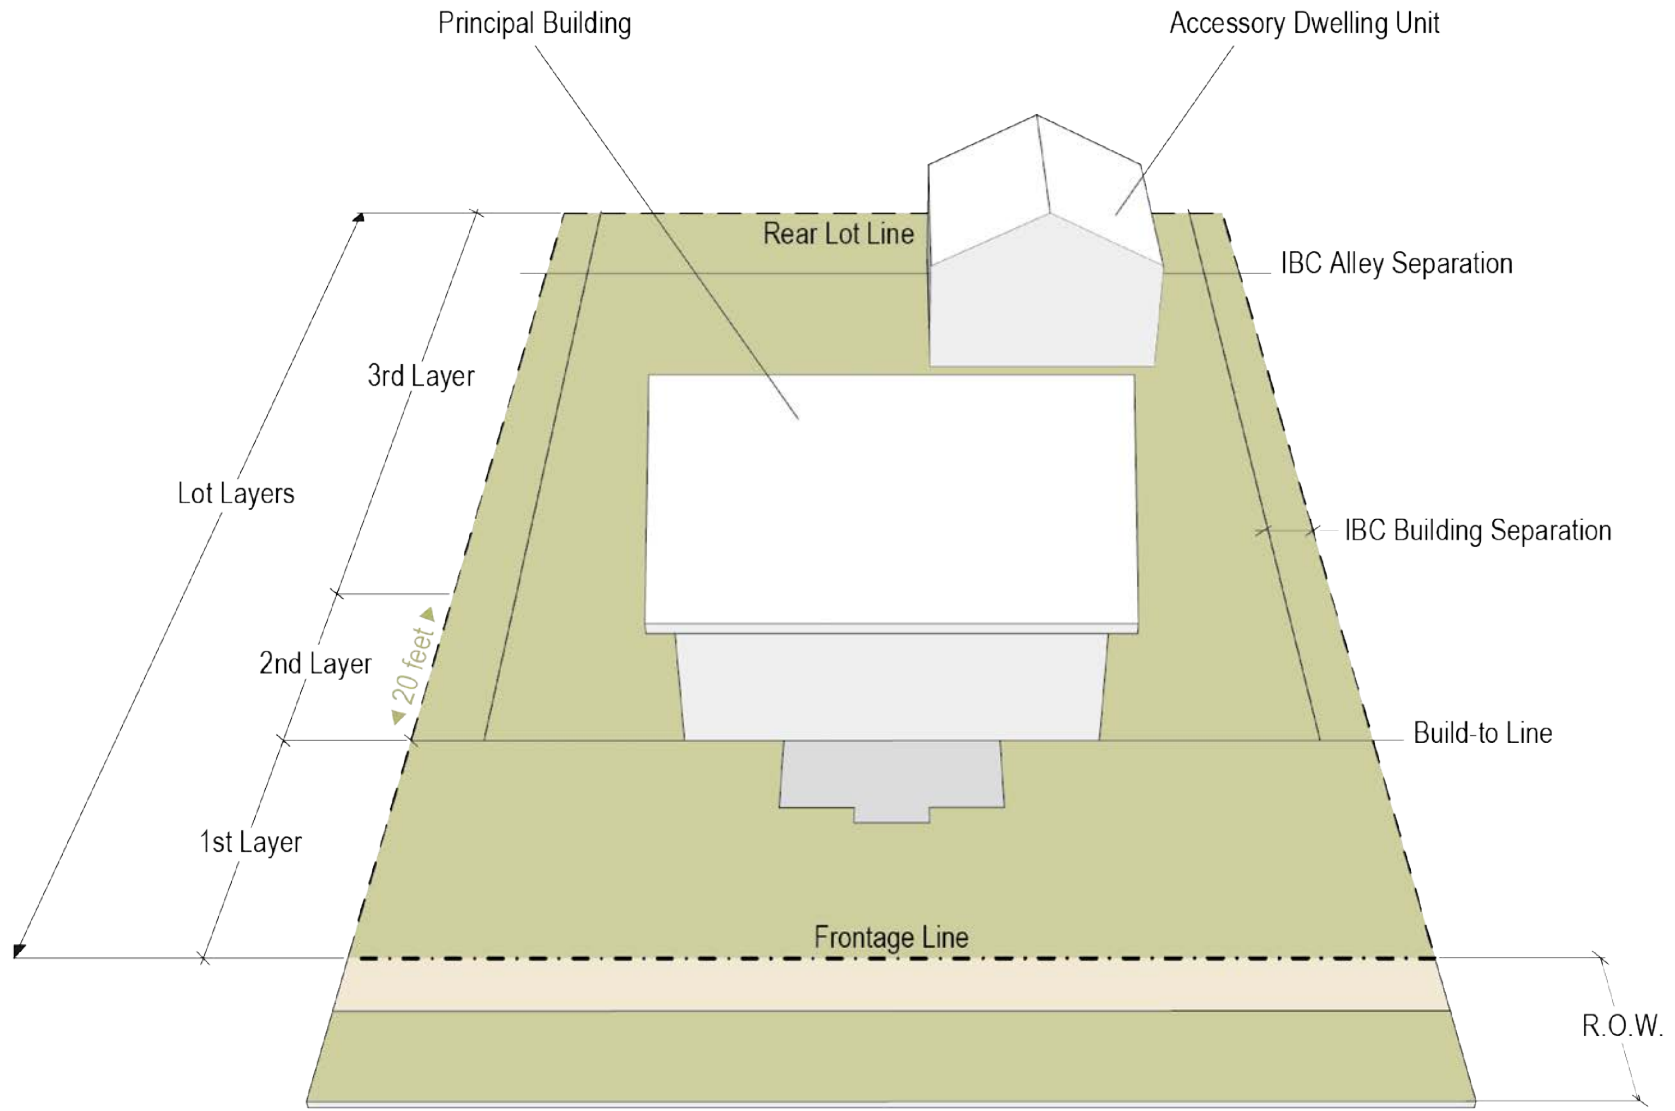 Principal Building
Accessory Dwelling Unit
Rear Lot Line
IBC Alley Separation
3rd Layer
Lot Layers
IBC Building Separation
20 feet
2nd Layer
Build-to Line
1st Layer
Frontage Line
R.O.W.